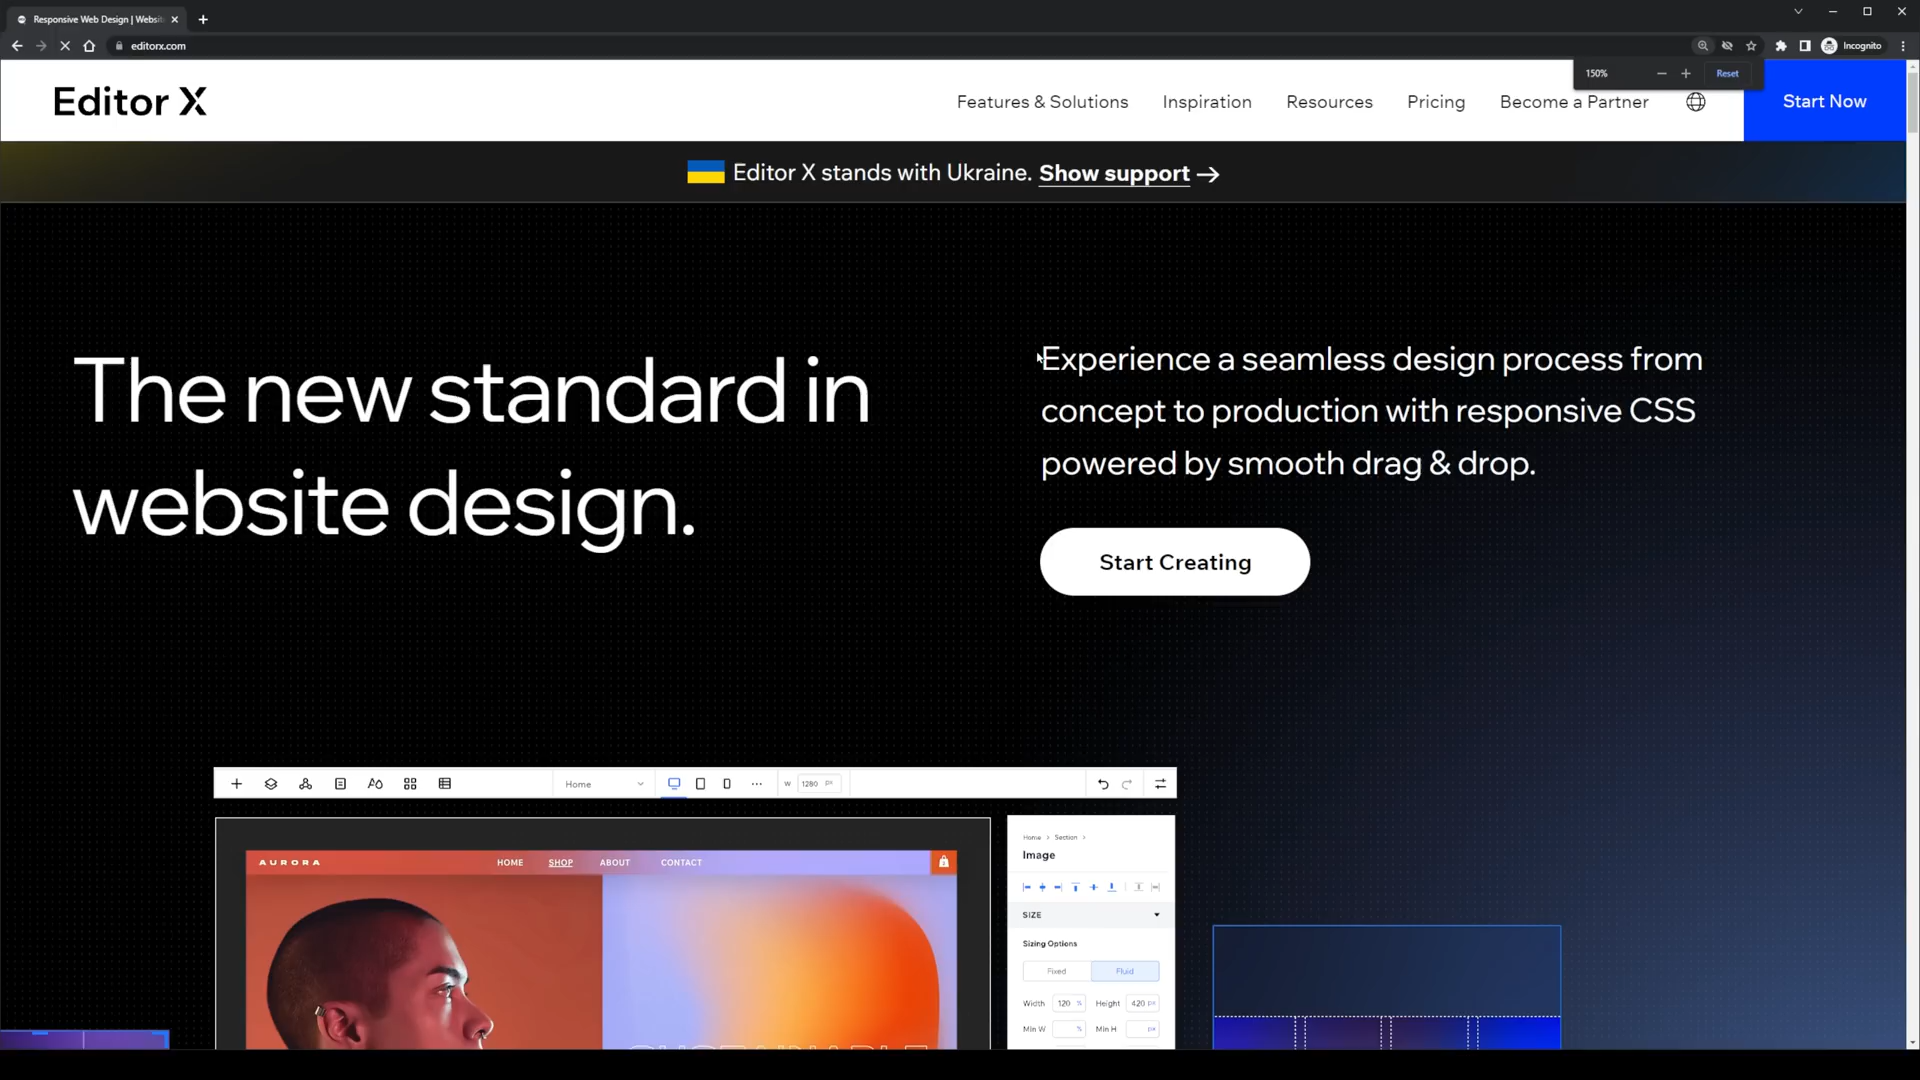 Responsive Web Design | Websit
editorx.com
Incognito
150%
Reset
Editor X
Features & Solutions
Inspiration
Resources
Pricing
Become a Partner
Start Now
Editor X stands with Ukraine. Show support →
The new standard in
website design.
Experience a seamless design process from
concept to production with responsive CSS
powered by smooth drag & drop.
Start Creating
Home
W 1280 px
AURORA
HOME
SHOP
ABOUT
CONTACT
Home > Section >
Image
SIZE
Sizing Options
Fixed
Fluid
Width 120 % Height 420 px
Min W % Min H px